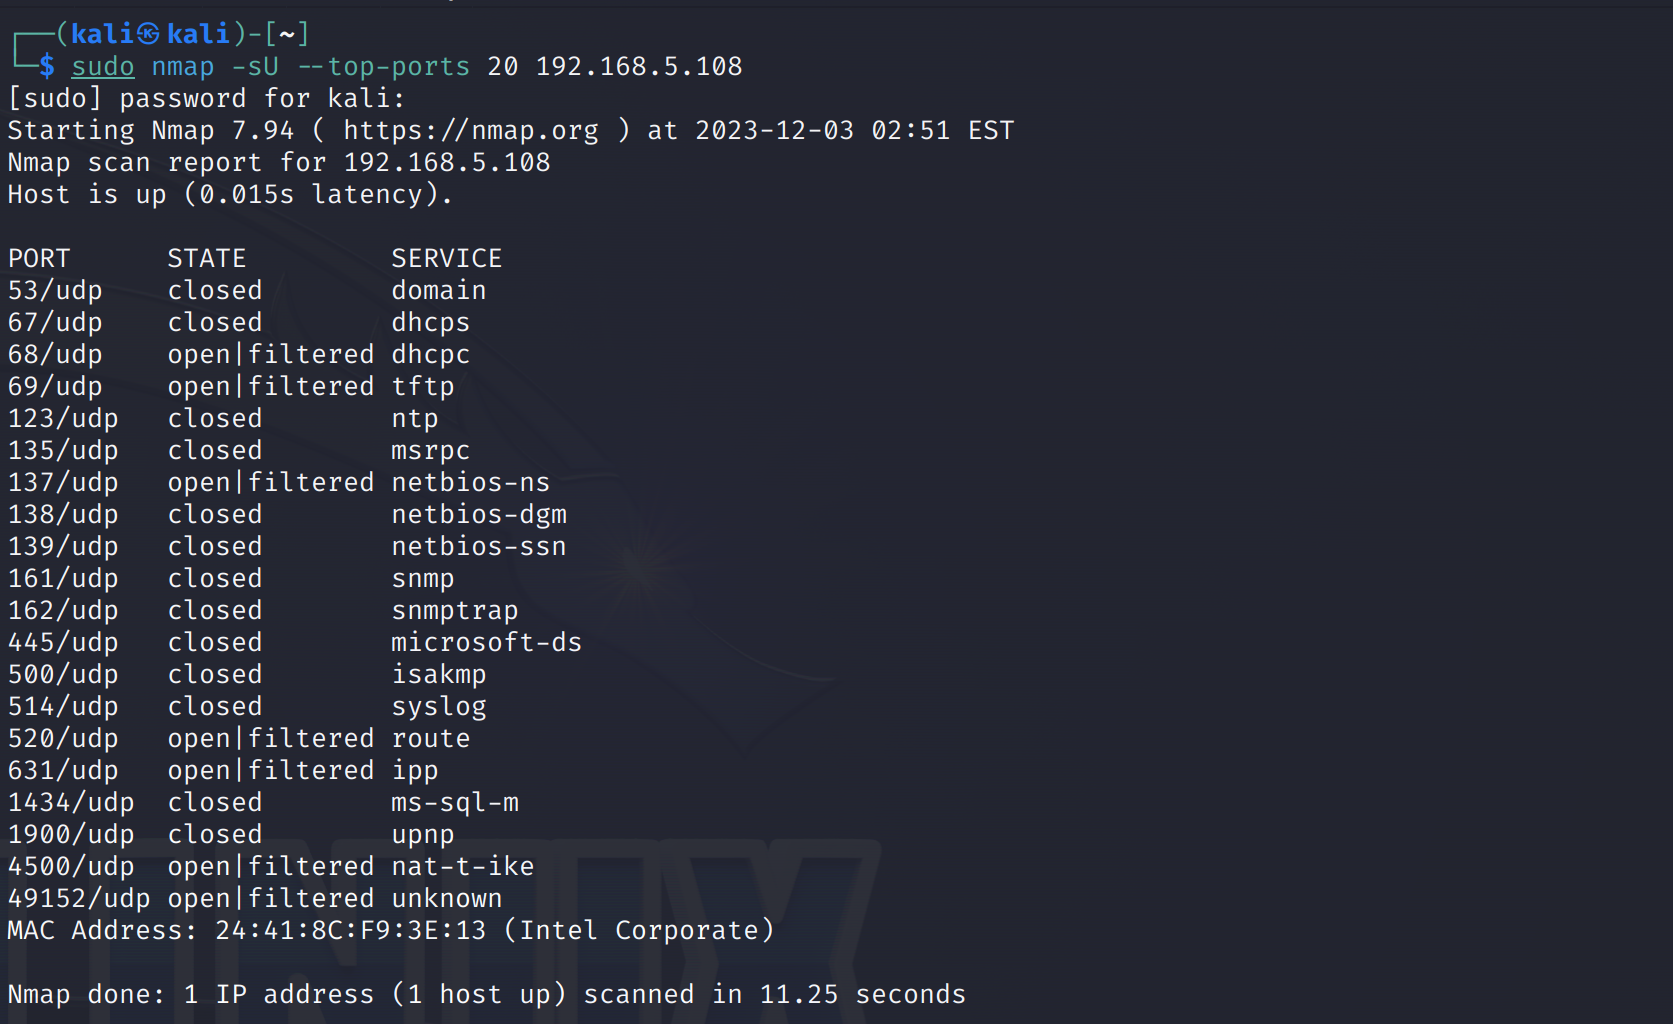 ┌──(kali㉿kali)-[~]
└─$ sudo nmap -sU --top-ports 20 192.168.5.108
[sudo] password for kali:
Starting Nmap 7.94 ( https://nmap.org ) at 2023-12-03 02:51 EST
Nmap scan report for 192.168.5.108
Host is up (0.015s latency).

PORT      STATE         SERVICE
53/udp    closed        domain
67/udp    closed        dhcps
68/udp    open|filtered dhcpc
69/udp    open|filtered tftp
123/udp   closed        ntp
135/udp   closed        msrpc
137/udp   open|filtered netbios-ns
138/udp   closed        netbios-dgm
139/udp   closed        netbios-ssn
161/udp   closed        snmp
162/udp   closed        snmptrap
445/udp   closed        microsoft-ds
500/udp   closed        isakmp
514/udp   closed        syslog
520/udp   open|filtered route
631/udp   open|filtered ipp
1434/udp  closed        ms-sql-m
1900/udp  closed        upnp
4500/udp  open|filtered nat-t-ike
49152/udp open|filtered unknown
MAC Address: 24:41:8C:F9:3E:13 (Intel Corporate)

Nmap done: 1 IP address (1 host up) scanned in 11.25 seconds